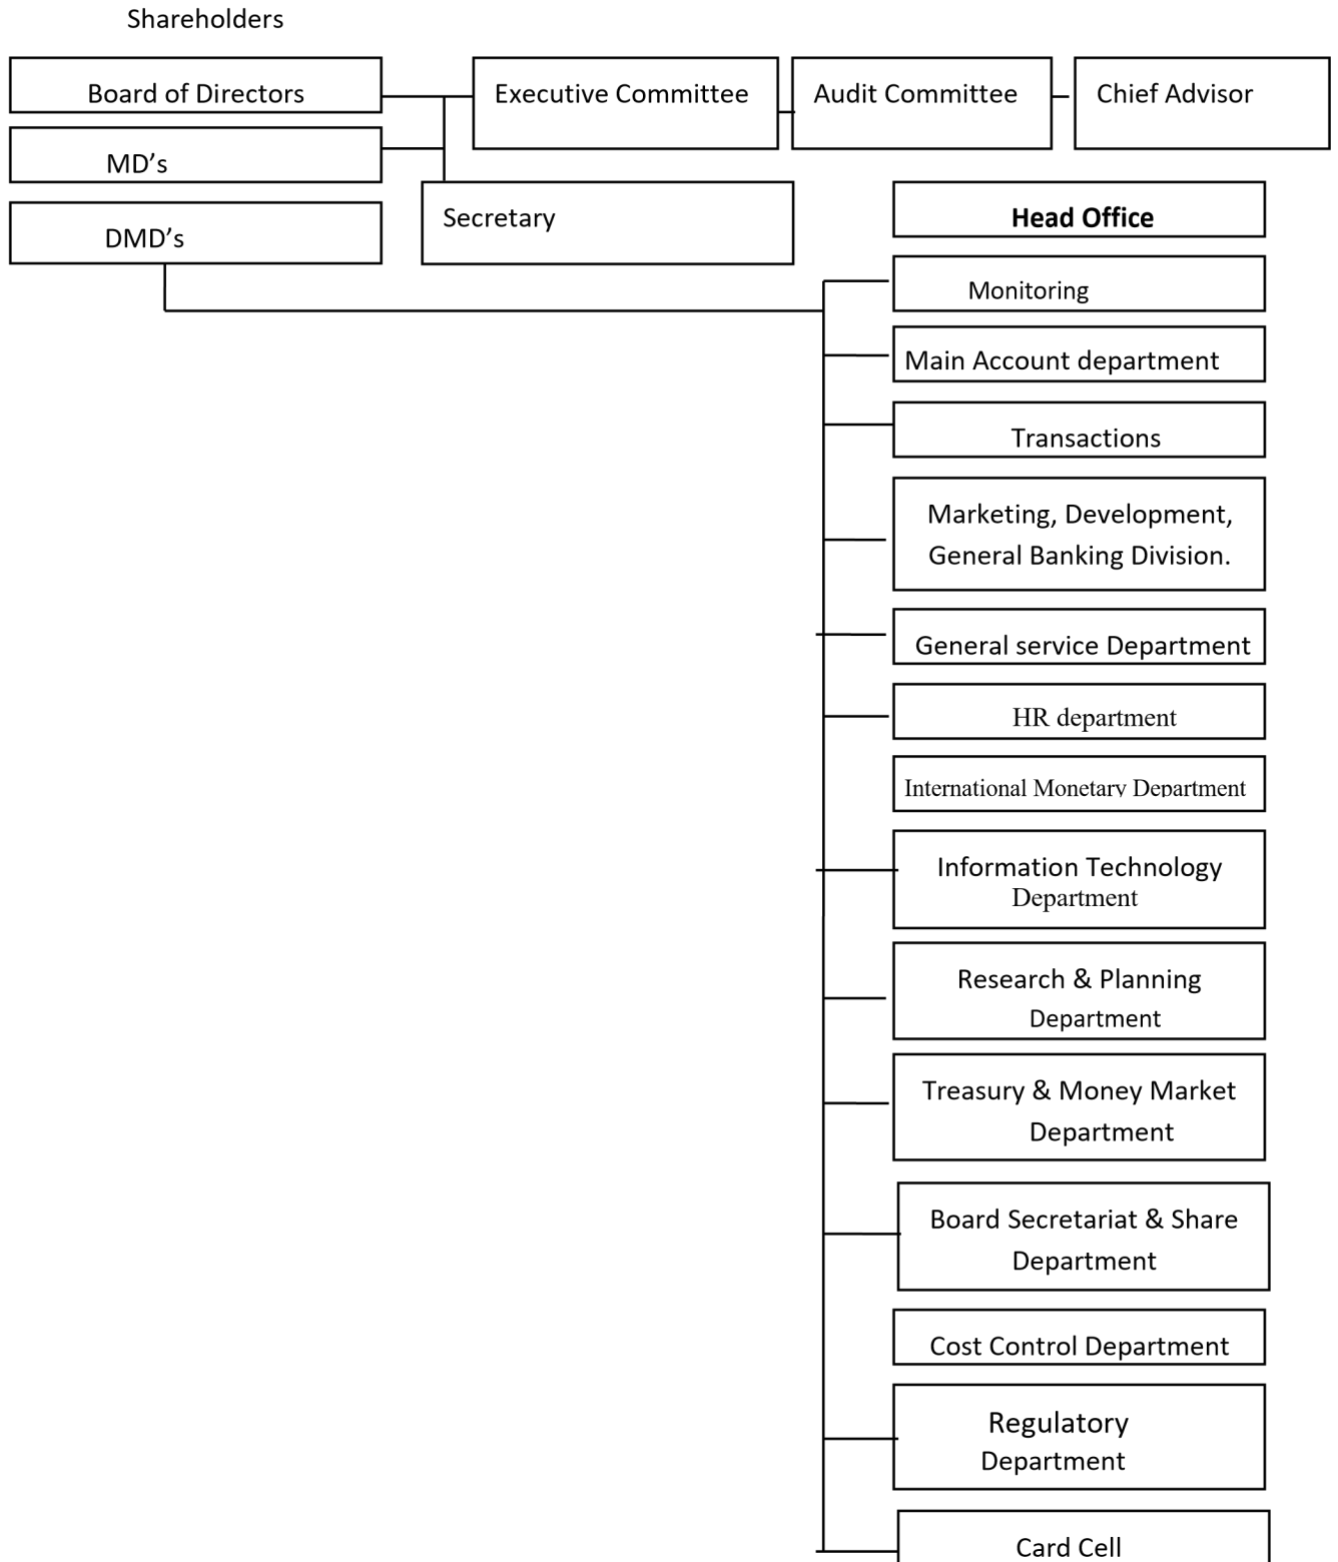 Shareholders
Board of Directors
Executive Committee
Audit Committee
Chief Advisor
MD’s
Secretary
DMD’s
Head Office
Monitoring
Main Account department
Transactions
Marketing, Development,
General Banking Division.
General service Department
HR department
International Monetary Department
Information Technology
Department
Research & Planning
Department
Treasury & Money Market
Department
Board Secretariat & Share
Department
Cost Control Department
Regulatory
Department
Card Cell